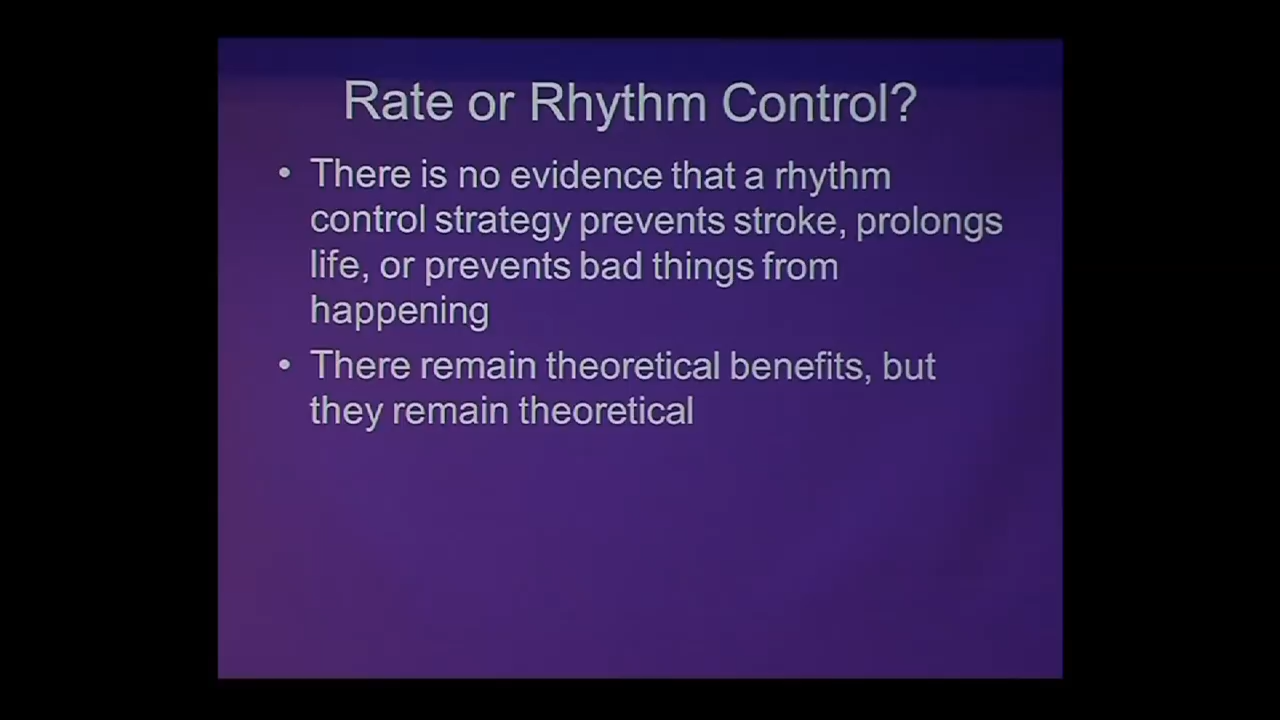 Rate or Rhythm Control?
• There is no evidence that a rhythm
control strategy prevents stroke, prolongs
life, or prevents bad things from
happening
• There remain theoretical benefits, but
they remain theoretical